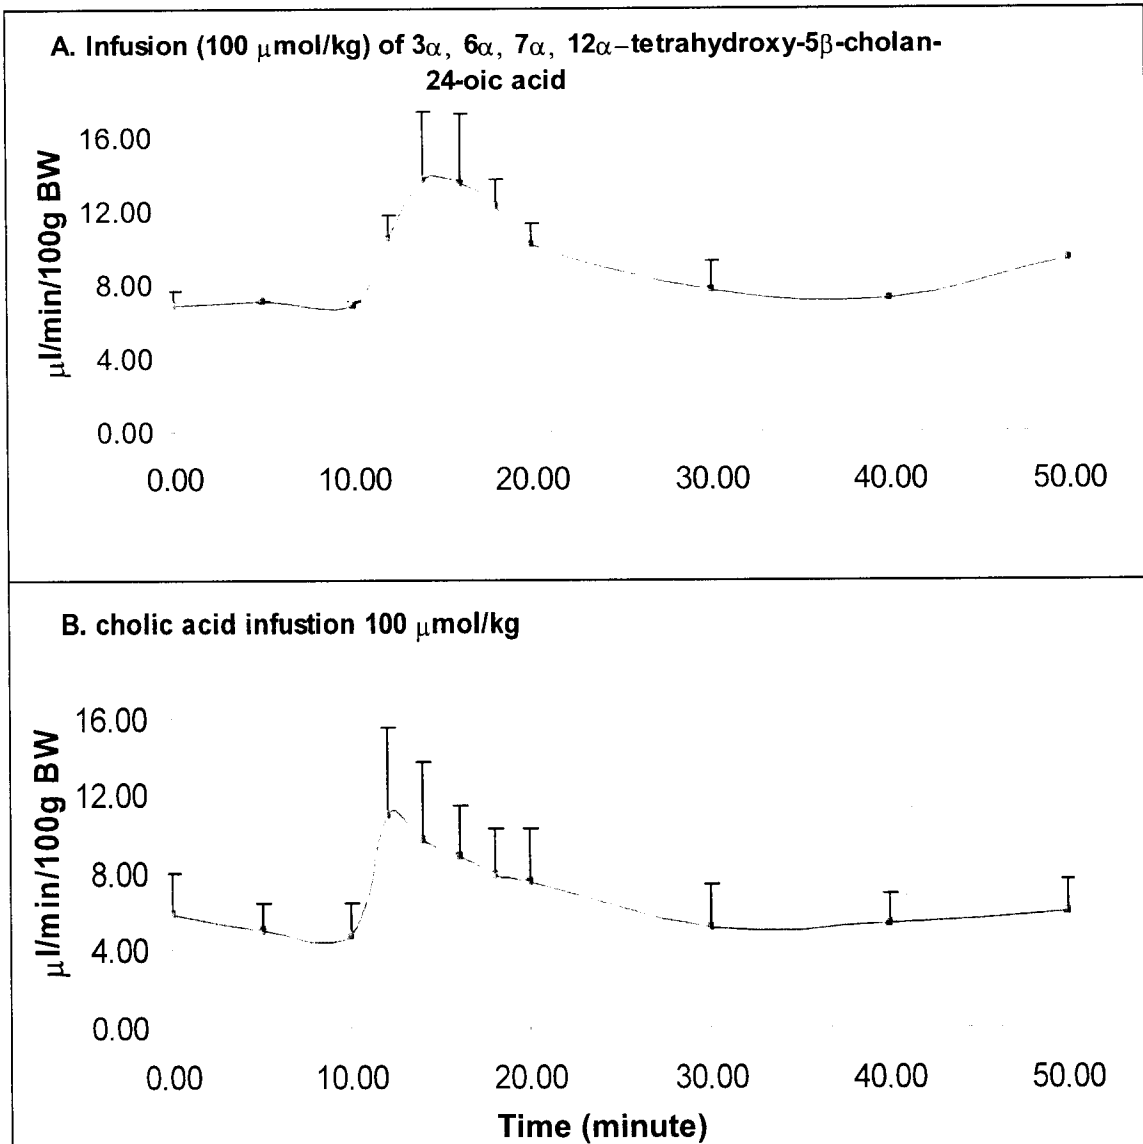 A. Infusion (100 μmol/kg) of 3α, 6α, 7α, 12α–tetrahydroxy-5β-cholan-
24-oic acid
μl/min/100g BW
16.00
12.00
8.00
4.00
0.00
0.00 10.00 20.00 30.00 40.00 50.00
B. cholic acid infustion 100 μmol/kg
μl/min/100g BW
16.00
12.00
8.00
4.00
0.00
0.00 10.00 20.00 30.00 40.00 50.00
Time (minute)